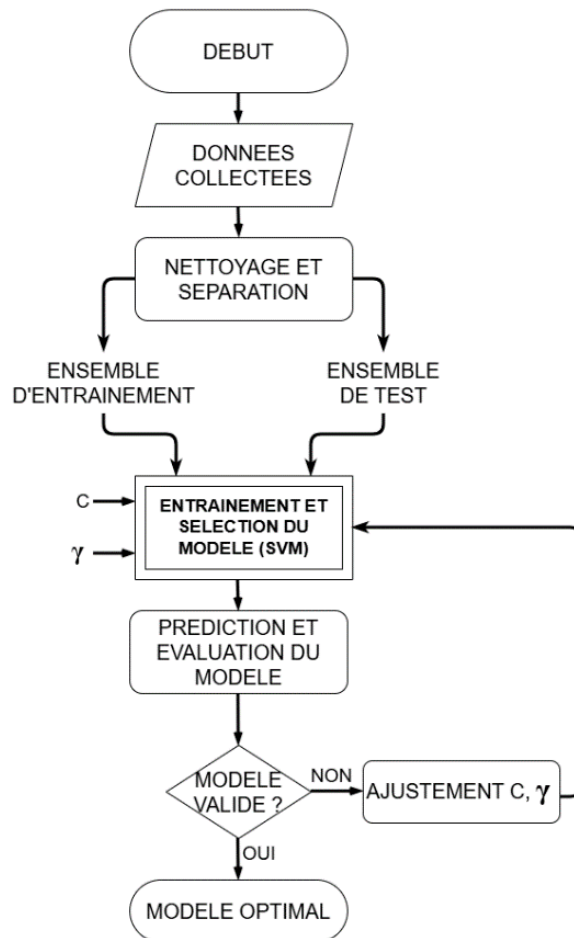 DEBUT
DONNEES
COLLECTEES
NETTOYAGE ET
SEPARATION
ENSEMBLE
D'ENTRAINEMENT
ENSEMBLE
DE TEST
C
γ
ENTRAINEMENT ET
SELECTION DU
MODELE (SVM)
PREDICTION ET
EVALUATION DU
MODELE
MODELE
VALIDE ?
NON
AJUSTEMENT C, γ
OUI
MODELE OPTIMAL